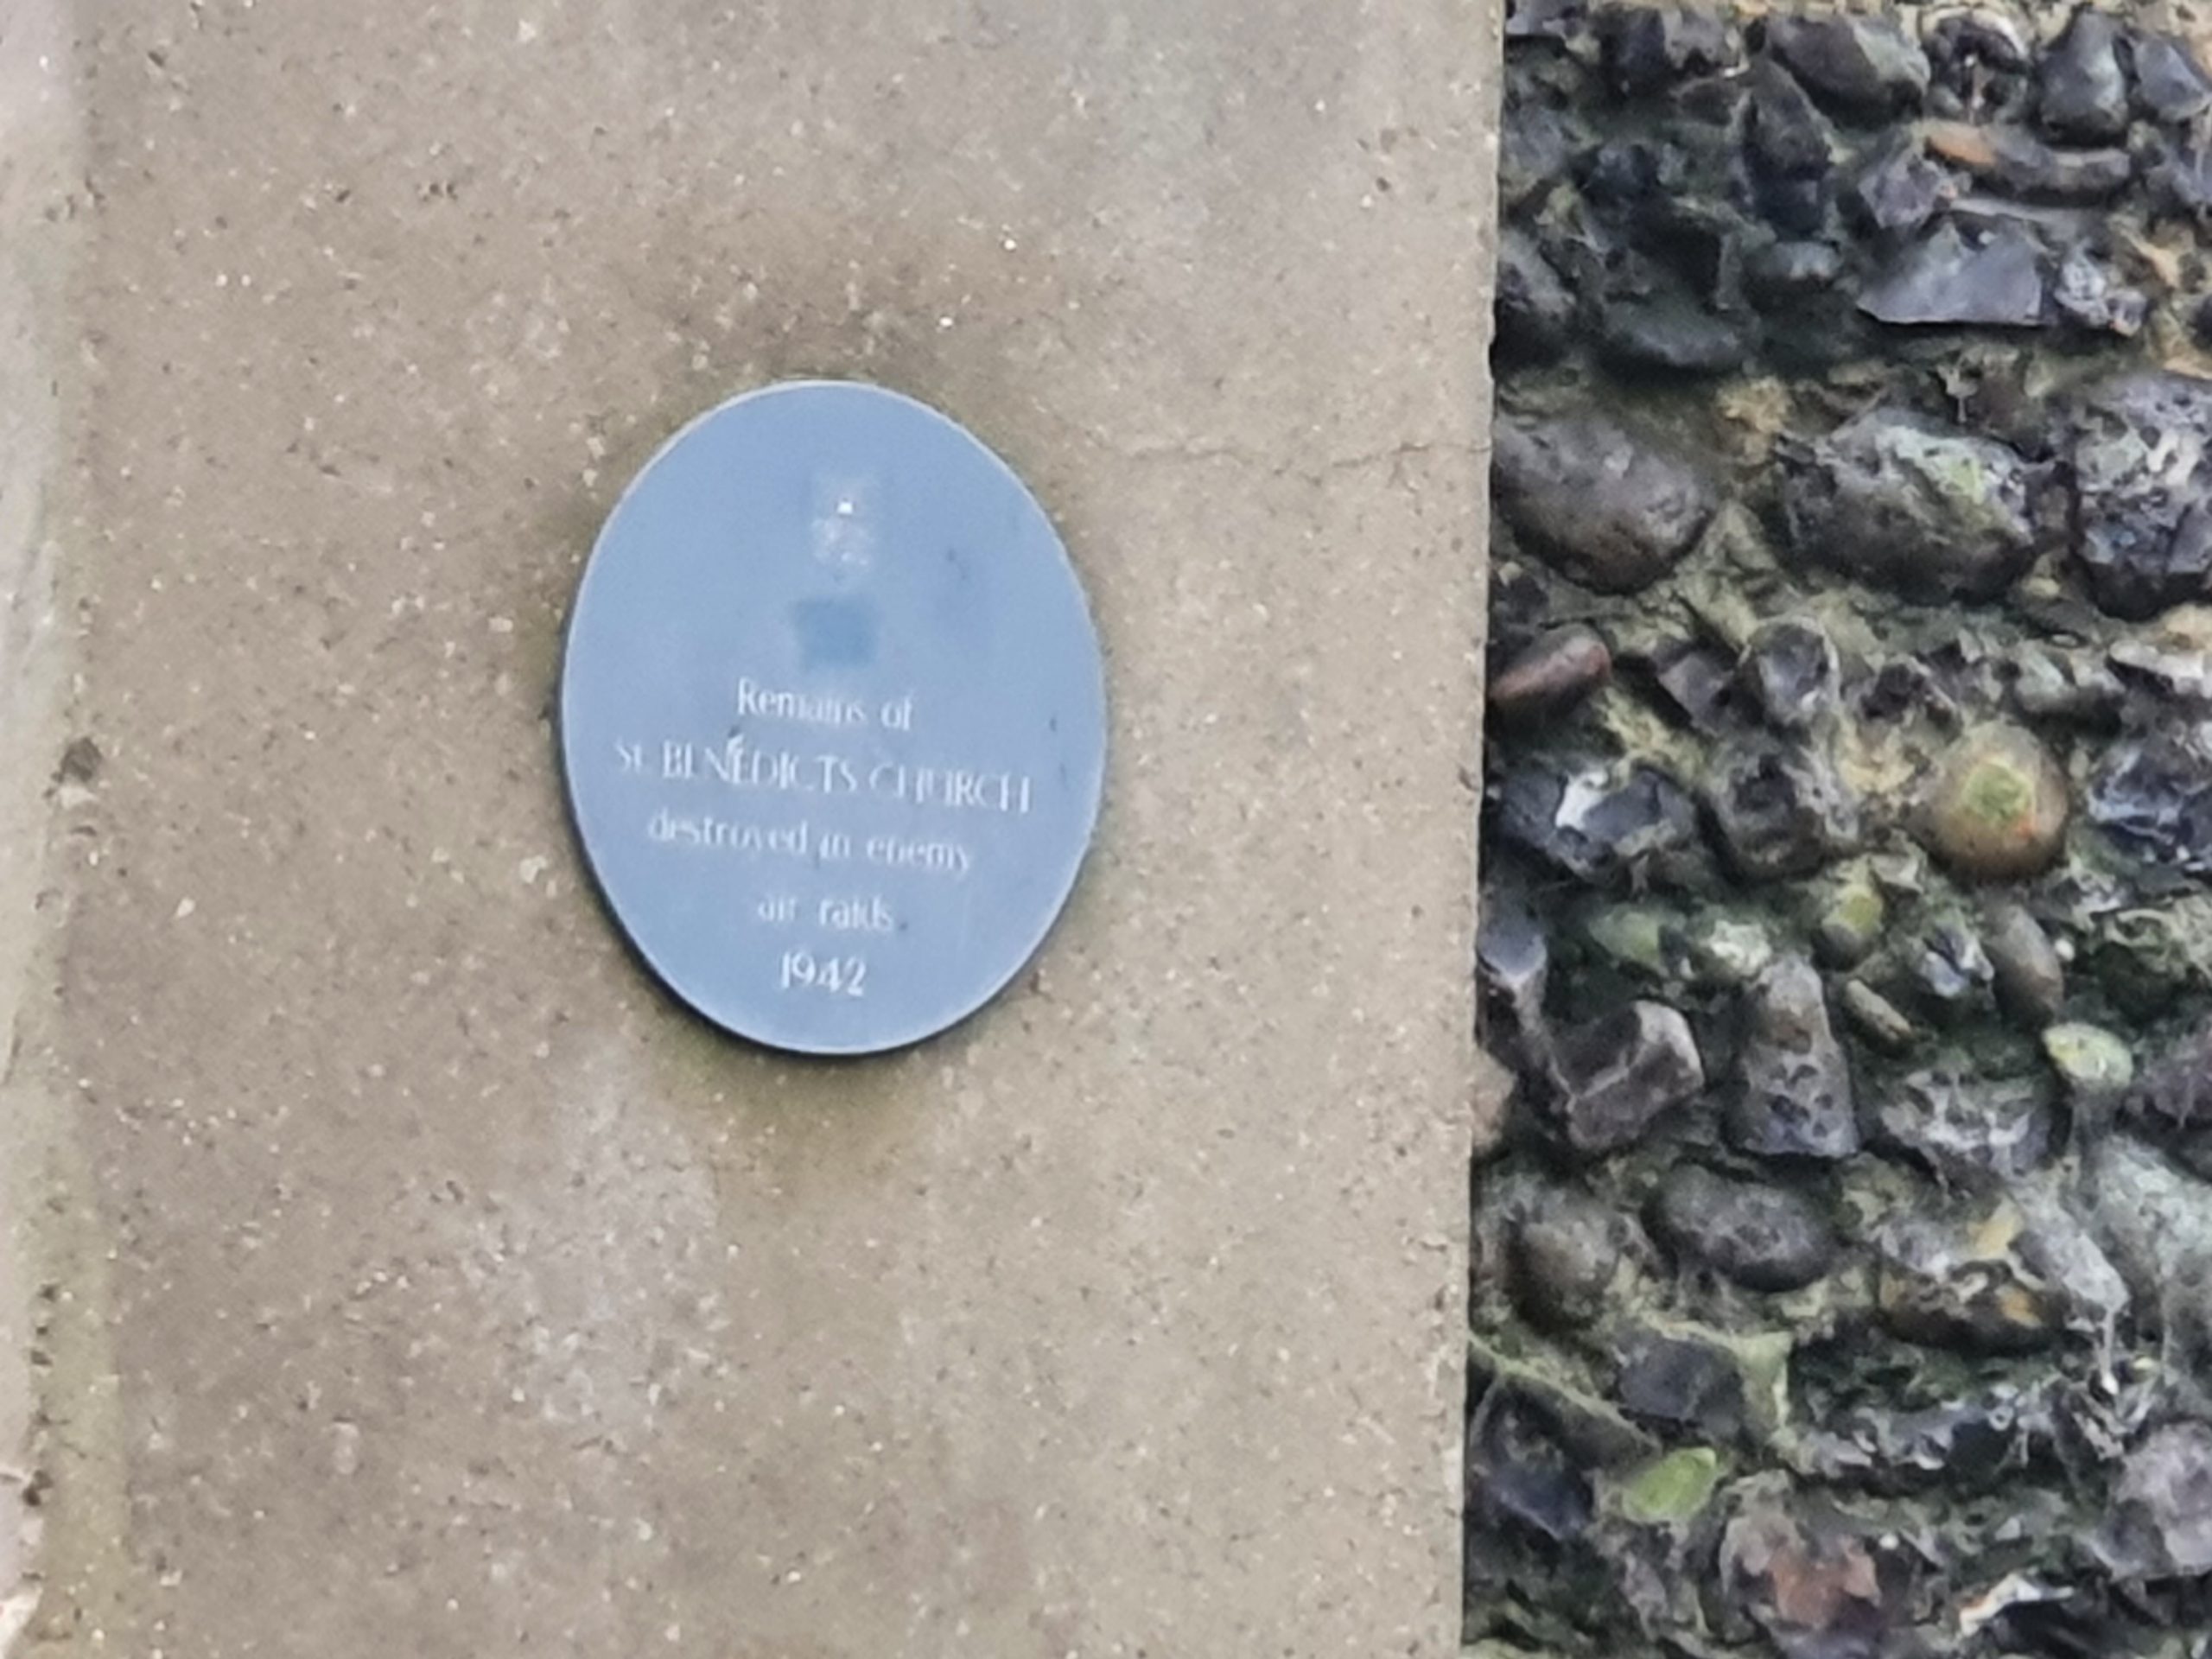 Remains of
St. BENEDICTS CHURCH
destroyed in enemy
air raids
1942